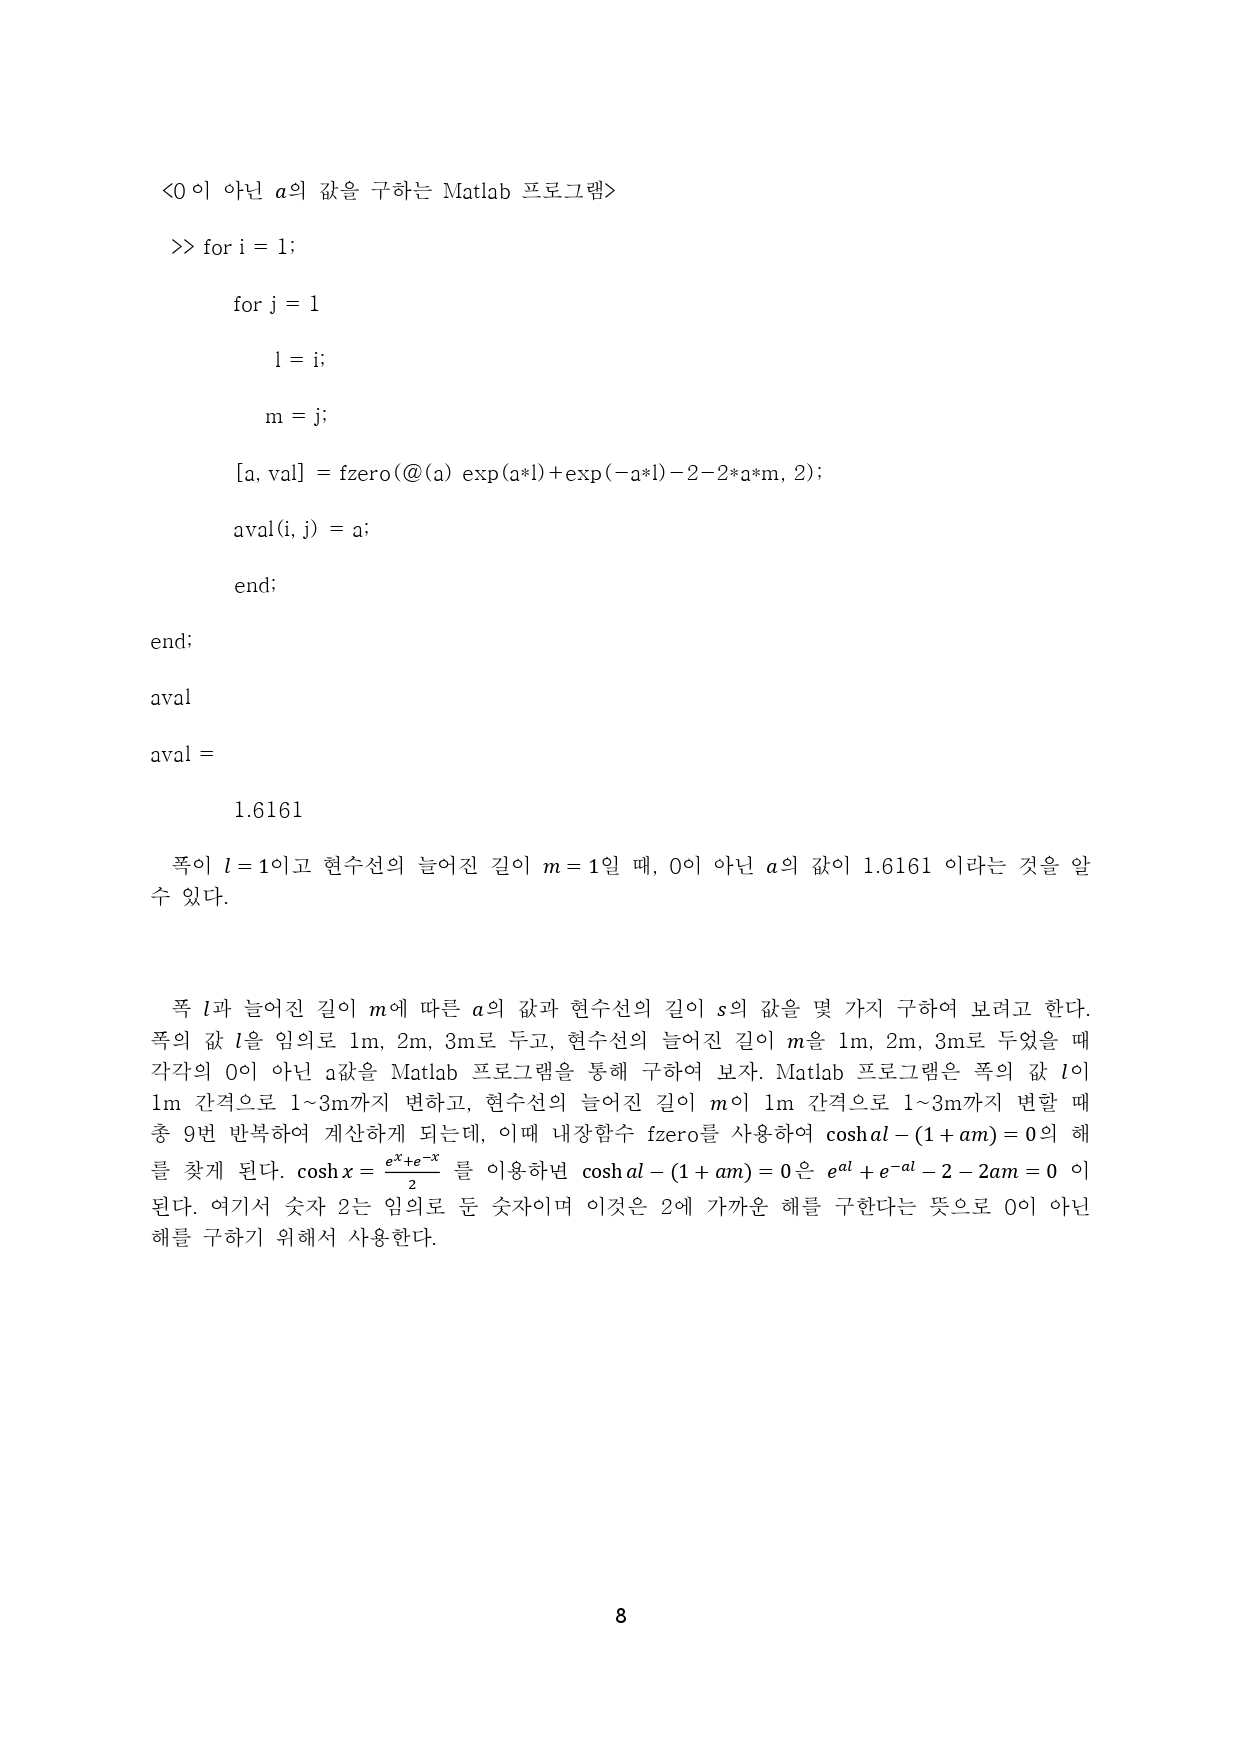 <0 이 아닌 a의 값을 구하는 Matlab 프로그램>
>> for i = 1;
for j = 1
l = i;
m = j;
[a, val] = fzero(@(a) exp(a*l)+exp(-a*l)-2-2*a*m, 2);
aval(i, j) = a;
end;
end;
aval
aval =
1.6161
폭이 l = 1이고 현수선의 늘어진 길이 m = 1일 때, 0이 아닌 a의 값이 1.6161 이라는 것을 알
수 있다.
폭 l과 늘어진 길이 m에 따른 a의 값과 현수선의 길이 s의 값을 몇 가지 구하여 보려고 한다.
폭의 값 l을 임의로 1m, 2m, 3m로 두고, 현수선의 늘어진 길이 m을 1m, 2m, 3m로 두었을 때
각각의 0이 아닌 a값을 Matlab 프로그램을 통해 구하여 보자. Matlab 프로그램은 폭의 값 l이
1m 간격으로 1~3m까지 변하고, 현수선의 늘어진 길이 m이 1m 간격으로 1~3m까지 변할 때
총 9번 반복하여 계산하게 되는데, 이때 내장함수 fzero를 사용하여 cosh al − (1 + am) = 0의 해
를 찾게 된다. cosh x = (e^x+e^−x)/2 를 이용하면 cosh al − (1 + am) = 0은 e^al + e^−al − 2 − 2am = 0 이
된다. 여기서 숫자 2는 임의로 둔 숫자이며 이것은 2에 가까운 해를 구한다는 뜻으로 0이 아닌
해를 구하기 위해서 사용한다.
8